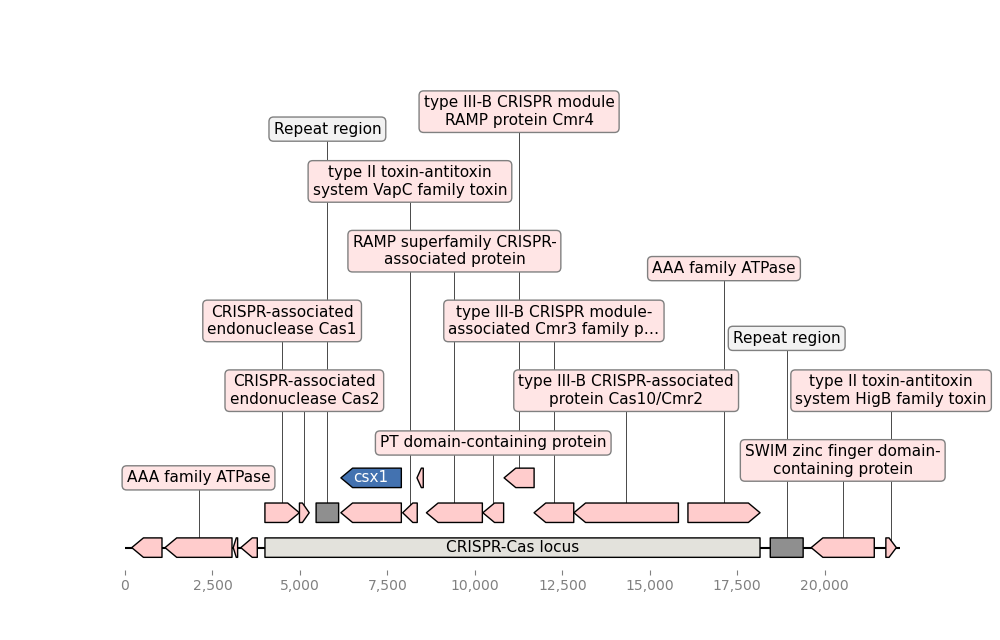 type III-B CRISPR module
RAMP protein Cmr4
Repeat region
type II toxin-antitoxin
system VapC family toxin
RAMP superfamily CRISPR-
associated protein
AAA family ATPase
CRISPR-associated
endonuclease Cas1
type III-B CRISPR module-
associated Cmr3 family p...
Repeat region
CRISPR-associated
endonuclease Cas2
type III-B CRISPR-associated
protein Cas10/Cmr2
type II toxin-antitoxin
system HigB family toxin
PT domain-containing protein
SWIM zinc finger domain-
containing protein
AAA family ATPase
csx1
CRISPR-Cas locus
0 2,500 5,000 7,500 10,000 12,500 15,000 17,500 20,000